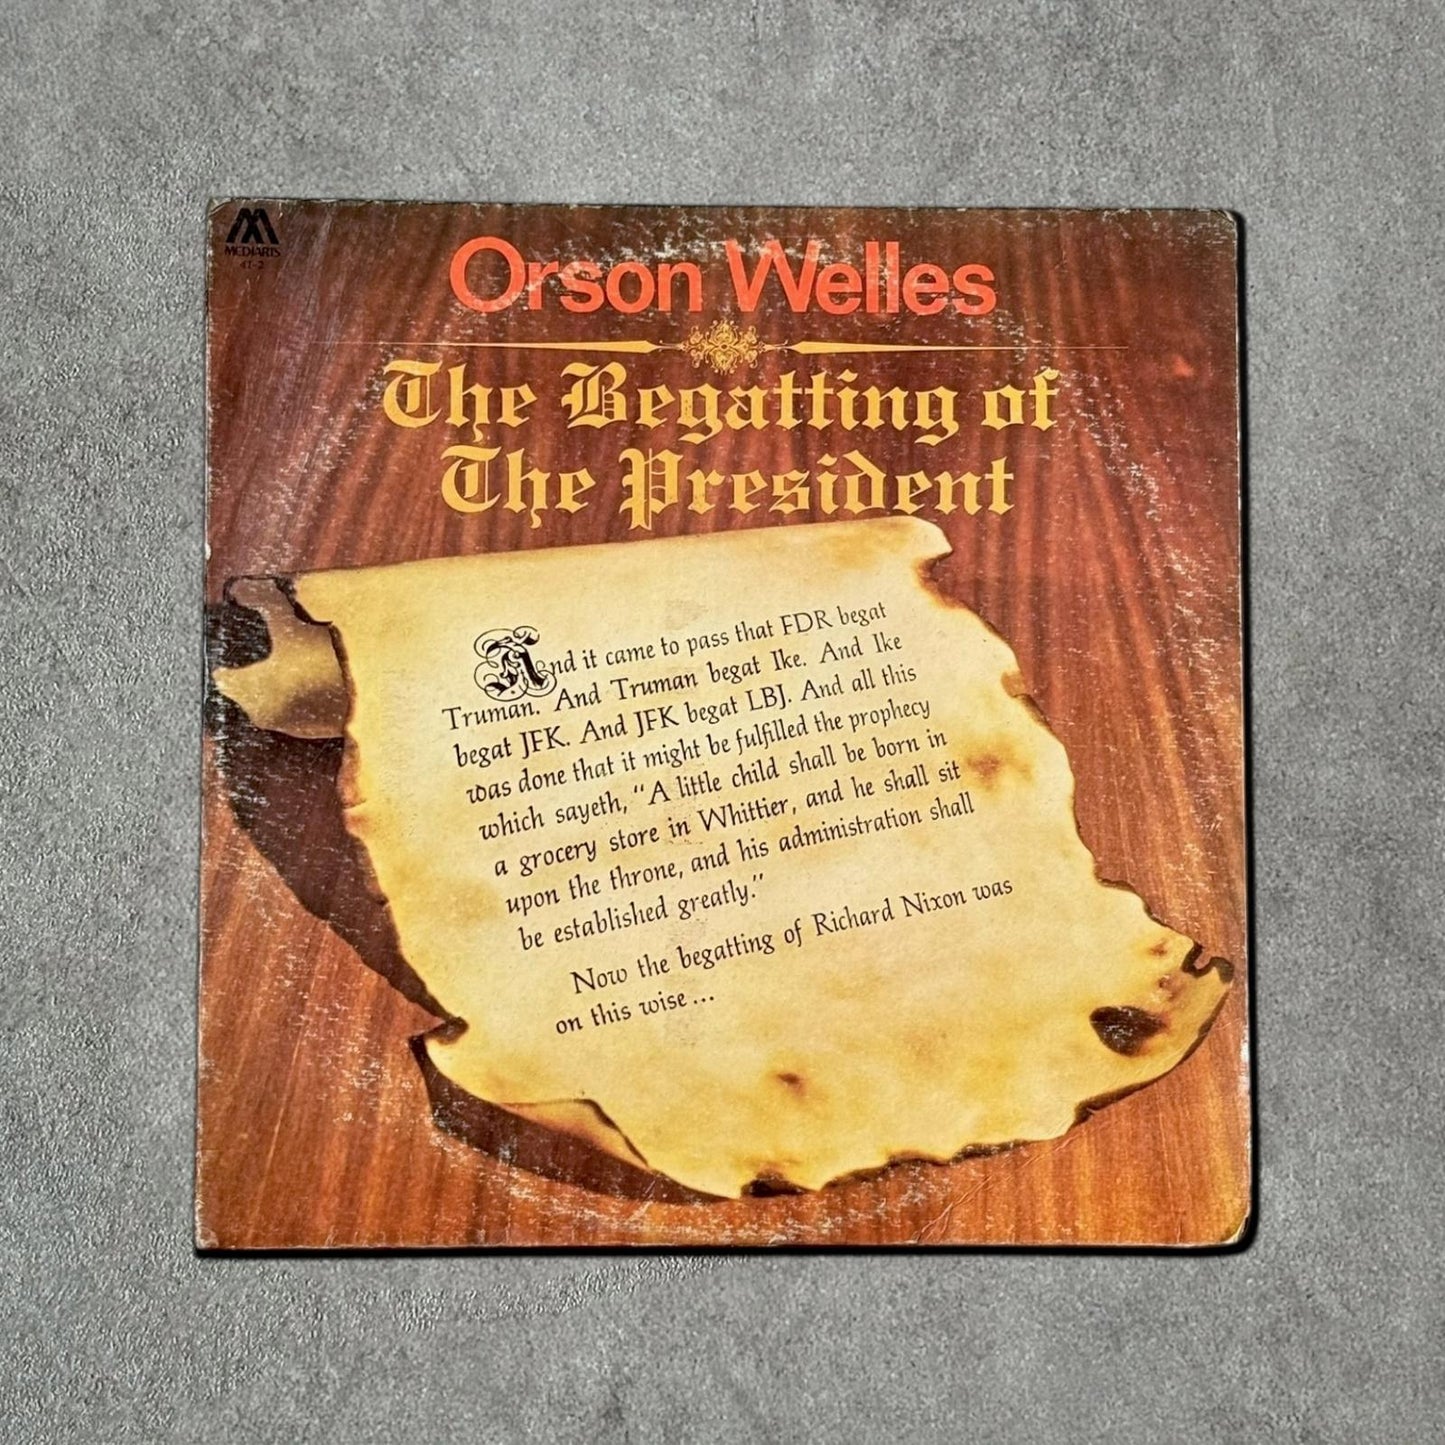 MEDIARTS
41-2
Orson Welles
The Begatting of
The President
And it came to pass that FDR begat
Truman. And Truman begat Ike. And Ike
begat JFK. And JFK begat LBJ. And all this
was done that it might be fulfilled the prophecy
which sayeth, “A little child shall be born in
a grocery store in Whittier, and he shall sit
upon the throne, and his administration shall
be established greatly.”
Now the begatting of Richard Nixon was
on this wise ...